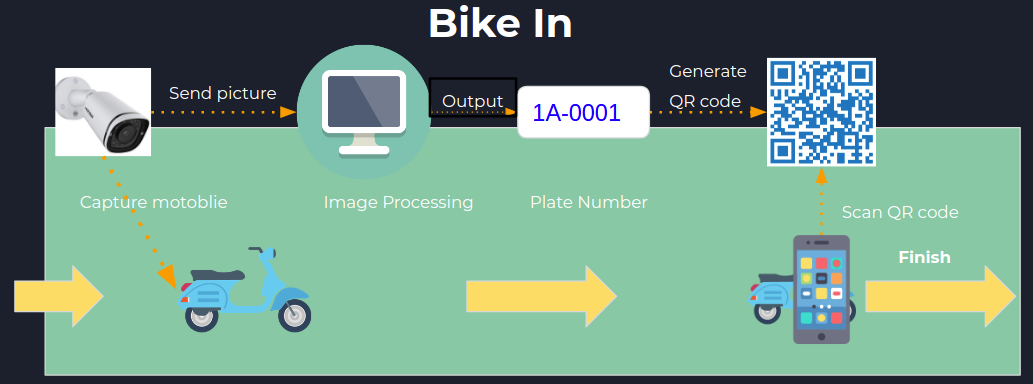 Bike In
Send picture
Output
1A-0001
Generate
QR code
Capture motoblie
Image Processing
Plate Number
Scan QR code
Finish